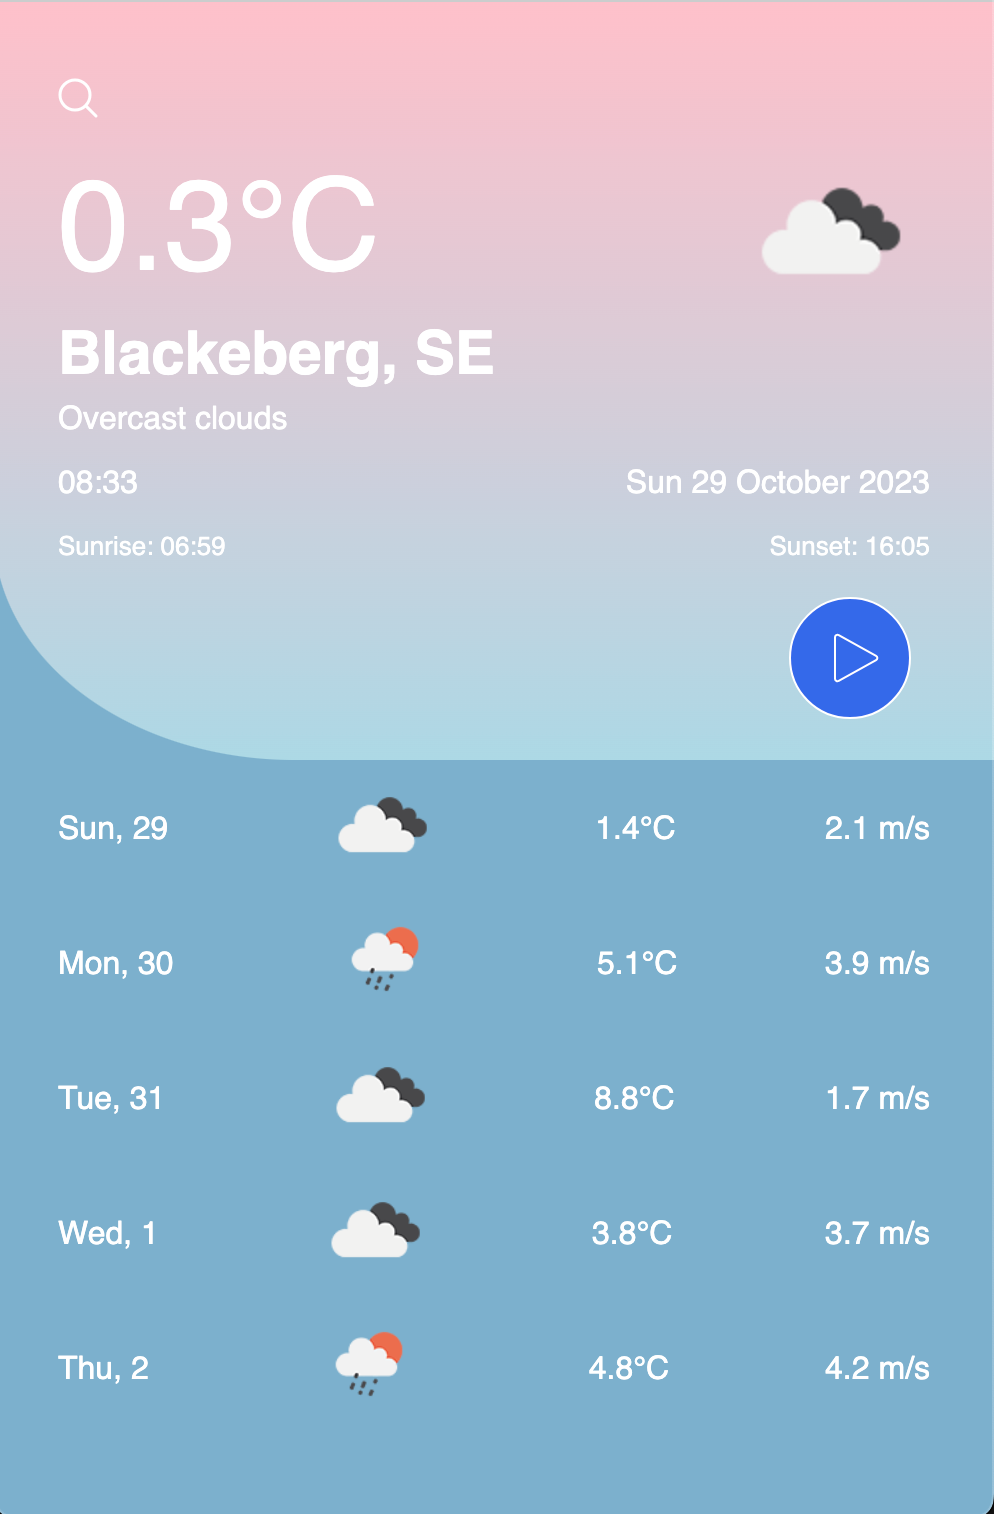 0.3°C
Blackeberg, SE
Overcast clouds
08:33 Sun 29 October 2023
Sunrise: 06:59 Sunset: 16:05
Sun, 29 1.4°C 2.1 m/s
Mon, 30 5.1°C 3.9 m/s
Tue, 31 8.8°C 1.7 m/s
Wed, 1 3.8°C 3.7 m/s
Thu, 2 4.8°C 4.2 m/s